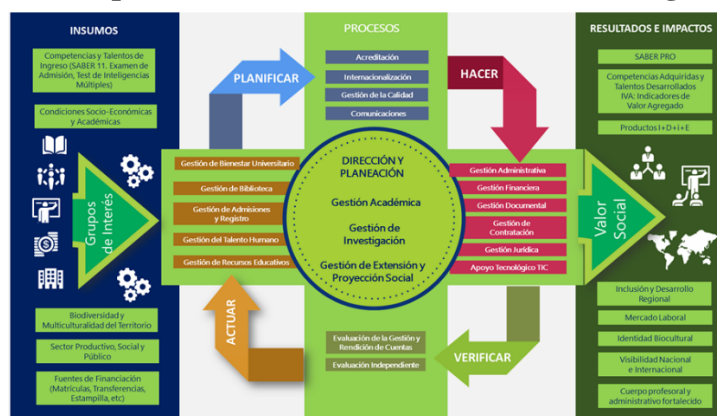 INSUMOS
Competencias y Talentos de
Ingreso (SABER 11. Examen de
Admisión, Test de Inteligencias
Múltiples)
Condiciones Socio-Económicas
y Académicas
Grupos
de Interés
Biodiversidad y
Multiculturalidad del Territorio
Sector Productivo, Social y
Público
Fuentes de Financiación
(Matrículas, Transferencias,
Estampilla, etc)
PLANIFICAR
PROCESOS
Acreditación
Internacionalización
Gestión de la Calidad
Comunicaciones
HACER
Gestión de Bienestar Universitario
Gestión de Biblioteca
Gestión de Admisiones
y Registro
Gestión del Talento Humano
Gestión de Recursos Educativos
DIRECCIÓN Y
PLANEACIÓN
Gestión Académica
Gestión de
Investigación
Gestión de Extensión y
Proyección Social
Gestión Administrativa
Gestión Financiera
Gestión Documental
Gestión de
Contratación
Gestión Jurídica
Apoyo Tecnológico TIC
ACTUAR
Evaluación de la Gestión y
Rendición de Cuentas
Evaluación Independiente
VERIFICAR
RESULTADOS E IMPACTOS
SABER PRO
Competencias Adquiridas y
Talentos Desarrollados
IVA: Indicadores de
Valor Agregado
Productos I+D+i+E
Valor
Social
Inclusión y Desarrollo
Regional
Mercado Laboral
Identidad Biocultural
Visibilidad Nacional
e Internacional
Cuerpo profesoral y
administrativo fortalecido